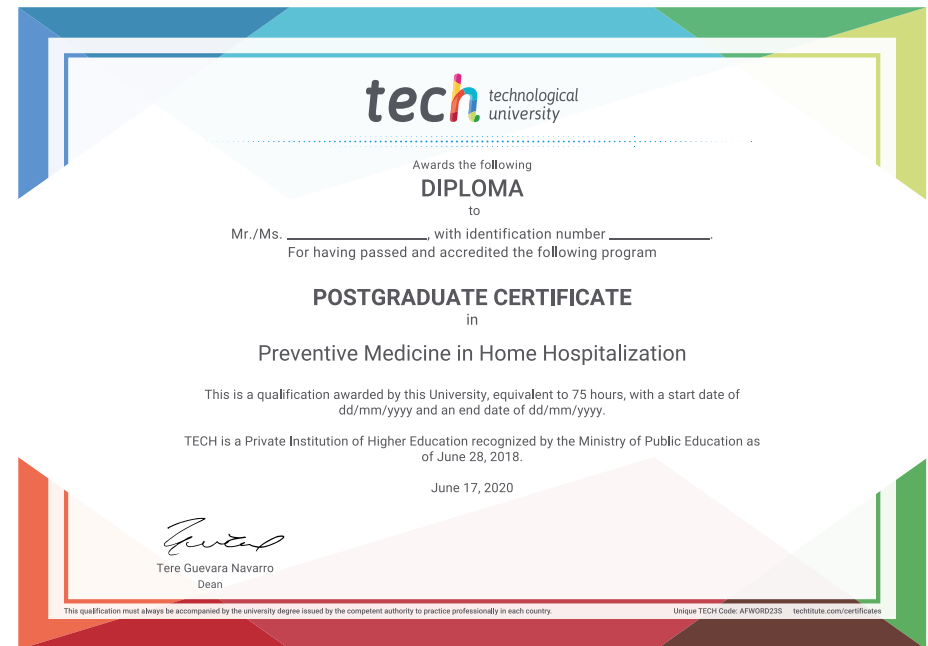 tech technological
university
Awards the following
DIPLOMA
to
Mr./Ms. ____________________, with identification number ______________.
For having passed and accredited the following program
POSTGRADUATE CERTIFICATE
in
Preventive Medicine in Home Hospitalization
This is a qualification awarded by this University, equivalent to 75 hours, with a start date of
dd/mm/yyyy and an end date of dd/mm/yyyy.
TECH is a Private Institution of Higher Education recognized by the Ministry of Public Education as
of June 28, 2018.
June 17, 2020
Tere Guevara Navarro
Dean
This qualification must always be accompanied by the university degree issued by the competent authority to practice professionally in each country.
Unique TECH Code: AFWORD23S techtitute.com/certificates